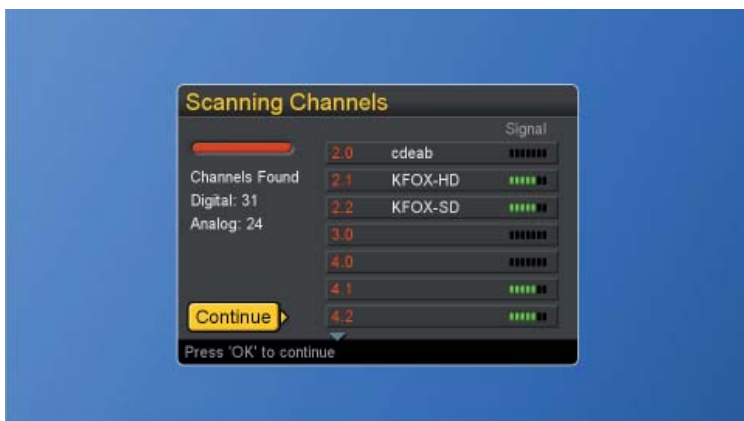 Scanning Channels
Signal
Channels Found
Digital: 31
Analog: 24
2.0 cdeab
2.1 KFOX-HD
2.2 KFOX-SD
3.0
4.0
4.1
4.2
Continue
Press 'OK' to continue